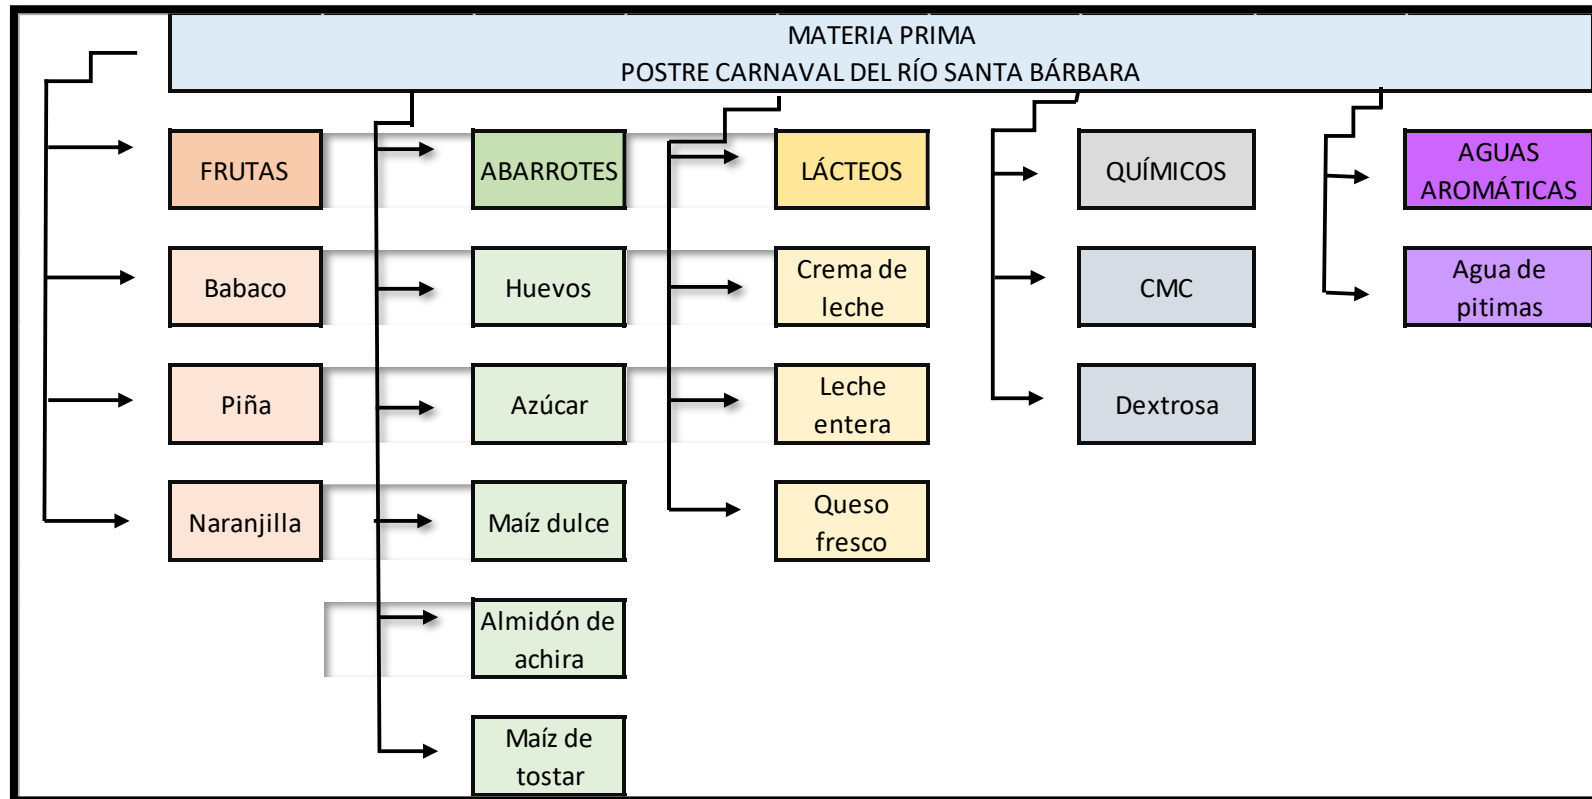 MATERIA PRIMA
POSTRE CARNAVAL DEL RÍO SANTA BÁRBARA
FRUTAS
ABARROTES
LÁCTEOS
QUÍMICOS
AGUAS
AROMÁTICAS
Babaco
Huevos
Crema de
leche
CMC
Agua de
pitimas
Piña
Azúcar
Leche
entera
Dextrosa
Naranjilla
Maíz dulce
Queso
fresco
Almidón de
achira
Maíz de
tostar